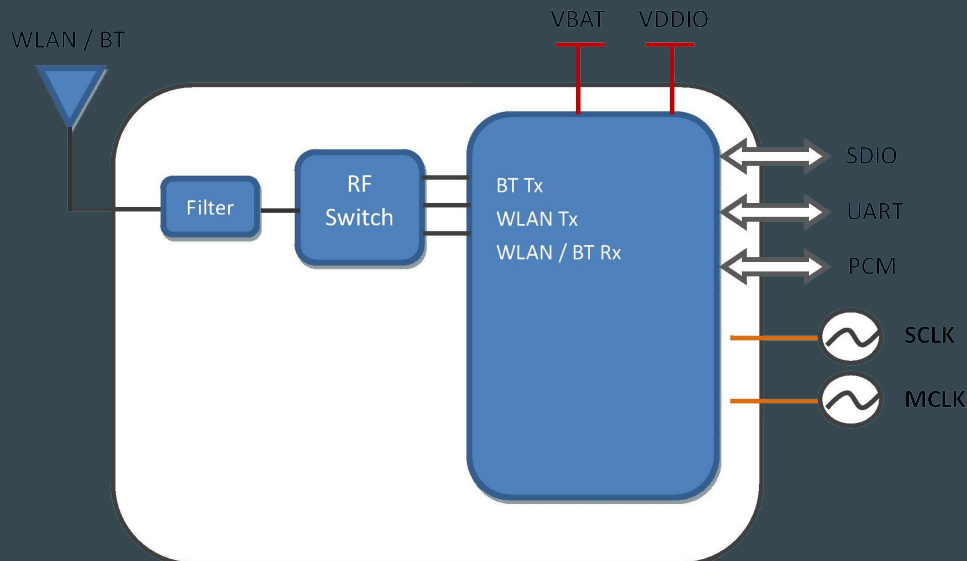 VBAT VDDIO
WLAN / BT
SDIO
RF
Switch
BT Tx
Filter
UART
WLAN Tx
WLAN / BT Rx
PCM
SCLK
MCLK